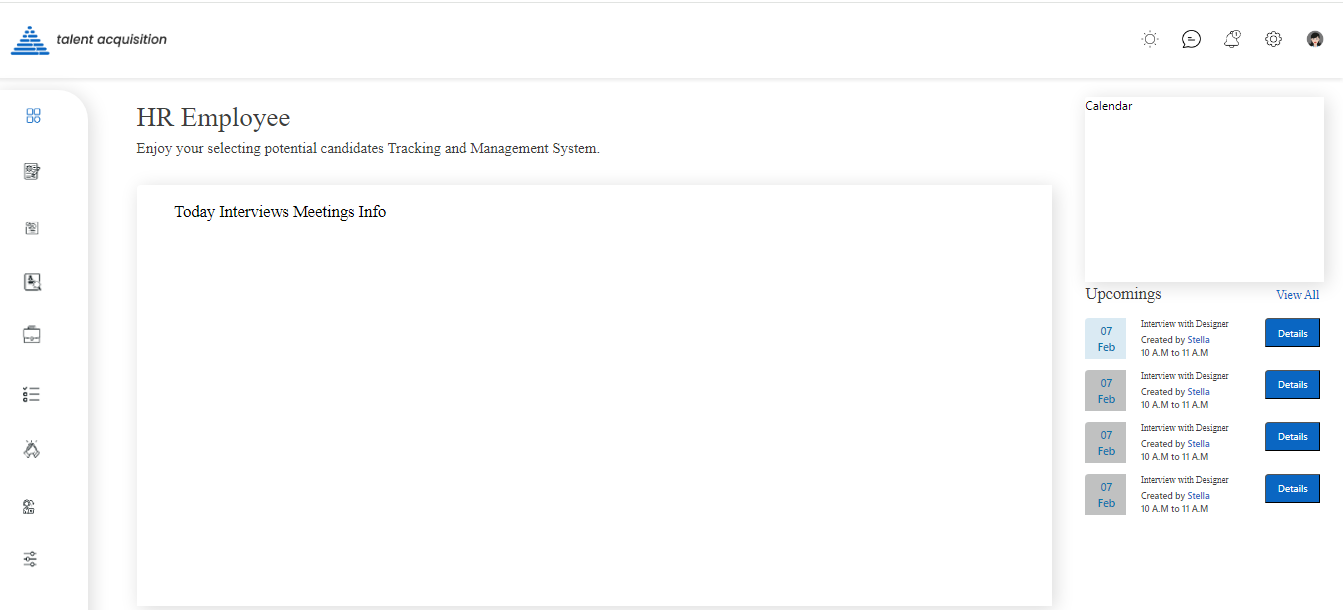 talent acquisition
HR Employee
Enjoy your selecting potential candidates Tracking and Management System.
Today Interviews Meetings Info
Calendar
Upcomings
View All
07
Feb
Interview with Designer
Created by Stella
10 A.M to 11 A.M
Details
07
Feb
Interview with Designer
Created by Stella
10 A.M to 11 A.M
Details
07
Feb
Interview with Designer
Created by Stella
10 A.M to 11 A.M
Details
07
Feb
Interview with Designer
Created by Stella
10 A.M to 11 A.M
Details